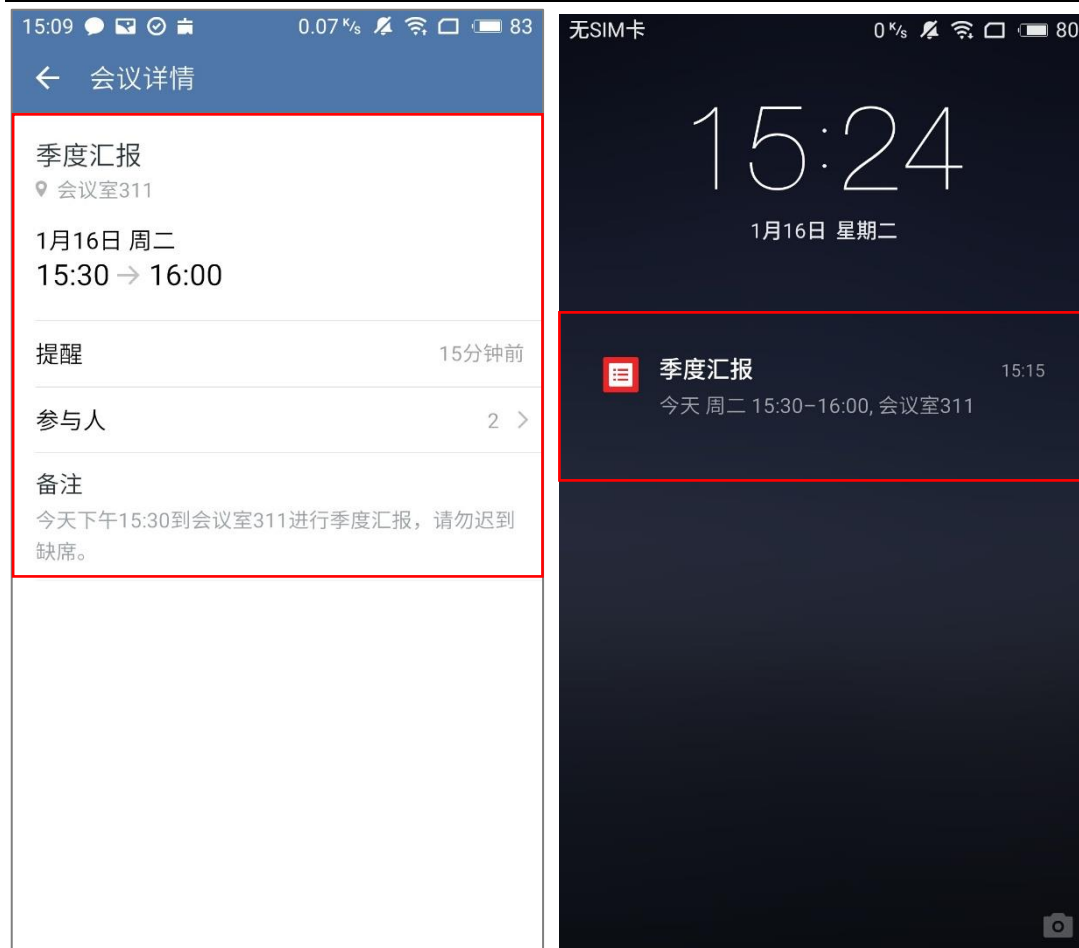 15:09 0.07 K/s 83
会议详情
季度汇报
会议室311
1月16日 周二
15:30 → 16:00
提醒 15分钟前
参与人 2 >
备注
今天下午15:30到会议室311进行季度汇报，请勿迟到
缺席。
无SIM卡 0 K/s 80
15:24
1月16日 星期二
季度汇报 15:15
今天 周二 15:30–16:00, 会议室311